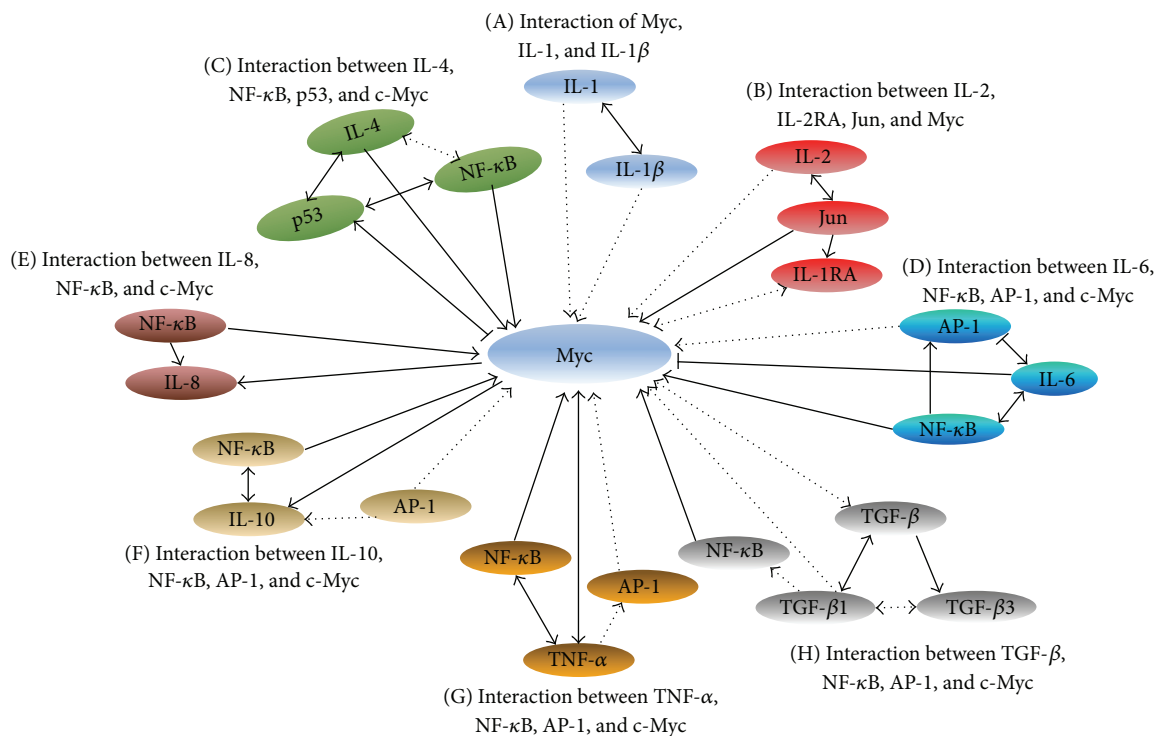 (A) Interaction of Myc,
IL-1, and IL-1β
IL-1
IL-1β
(B) Interaction between IL-2,
IL-2RA, Jun, and Myc
IL-2
Jun
IL-1RA
(C) Interaction between IL-4,
NF-κB, p53, and c-Myc
IL-4
NF-κB
p53
(D) Interaction between IL-6,
NF-κB, AP-1, and c-Myc
AP-1
IL-6
NF-κB
(E) Interaction between IL-8,
NF-κB, and c-Myc
NF-κB
IL-8
Myc
NF-κB
IL-10
AP-1
(F) Interaction between IL-10,
NF-κB, AP-1, and c-Myc
NF-κB
AP-1
TNF-α
(G) Interaction between TNF-α,
NF-κB, AP-1, and c-Myc
NF-κB
TGF-β
TGF-β1
TGF-β3
(H) Interaction between TGF-β,
NF-κB, AP-1, and c-Myc